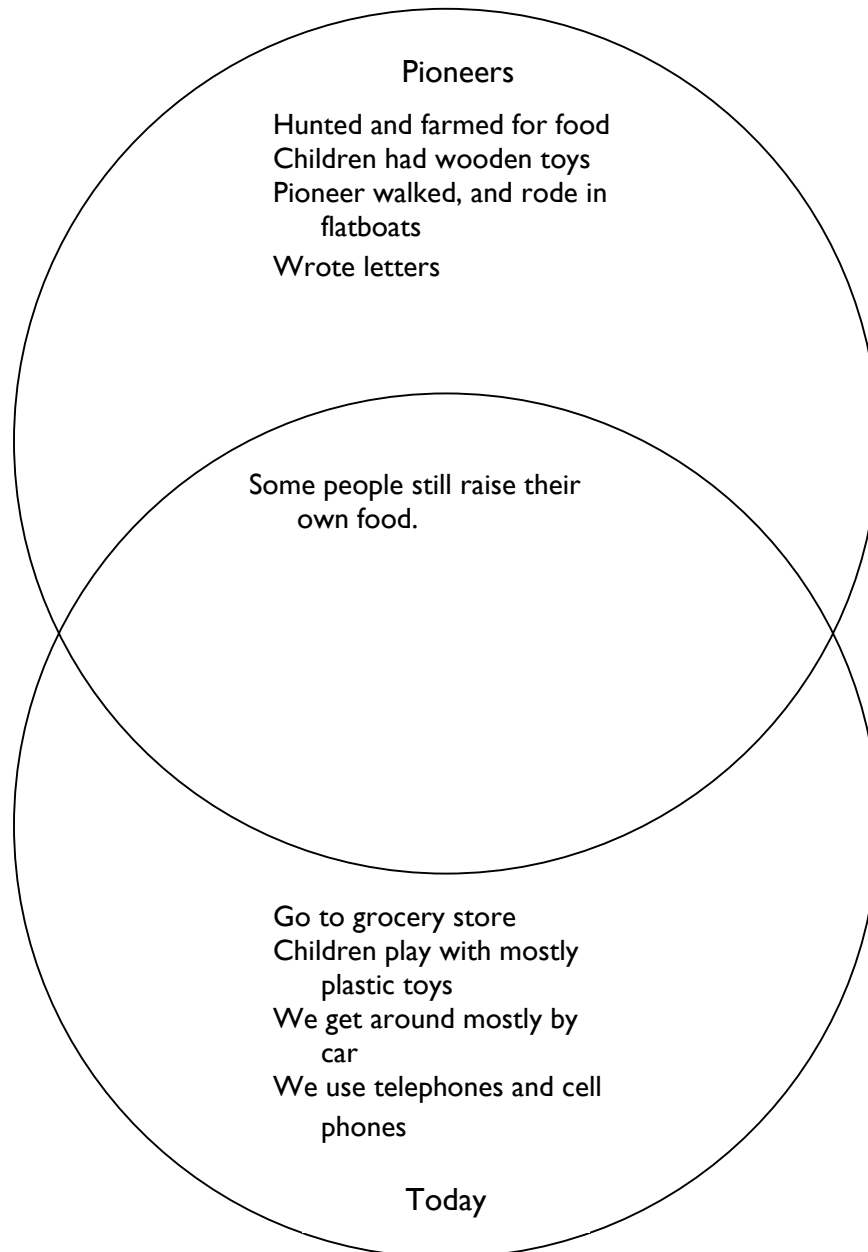 Pioneers
Hunted and farmed for food
Children had wooden toys
Pioneer walked, and rode in
flatboats
Wrote letters
Some people still raise their
own food.
Go to grocery store
Children play with mostly
plastic toys
We get around mostly by
car
We use telephones and cell
phones
Today